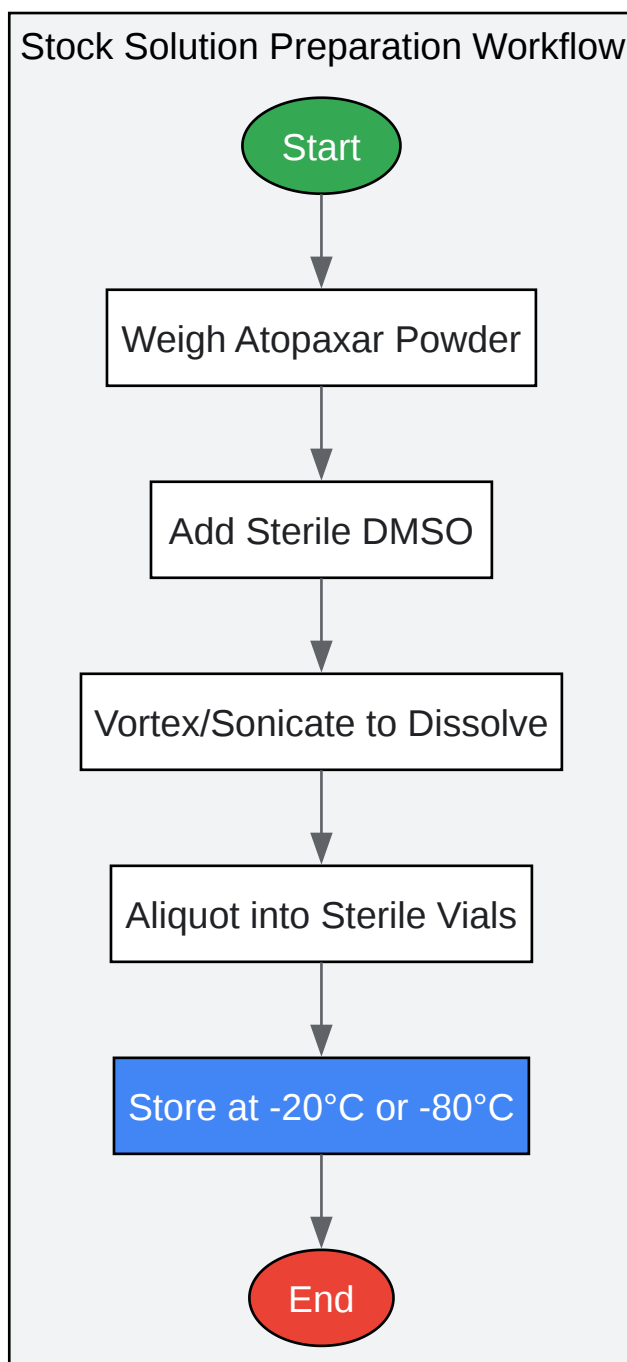 Stock Solution Preparation Workflow
Start
Weigh Atopaxar Powder
Add Sterile DMSO
Vortex/Sonicate to Dissolve
Aliquot into Sterile Vials
Store at -20°C or -80°C
End